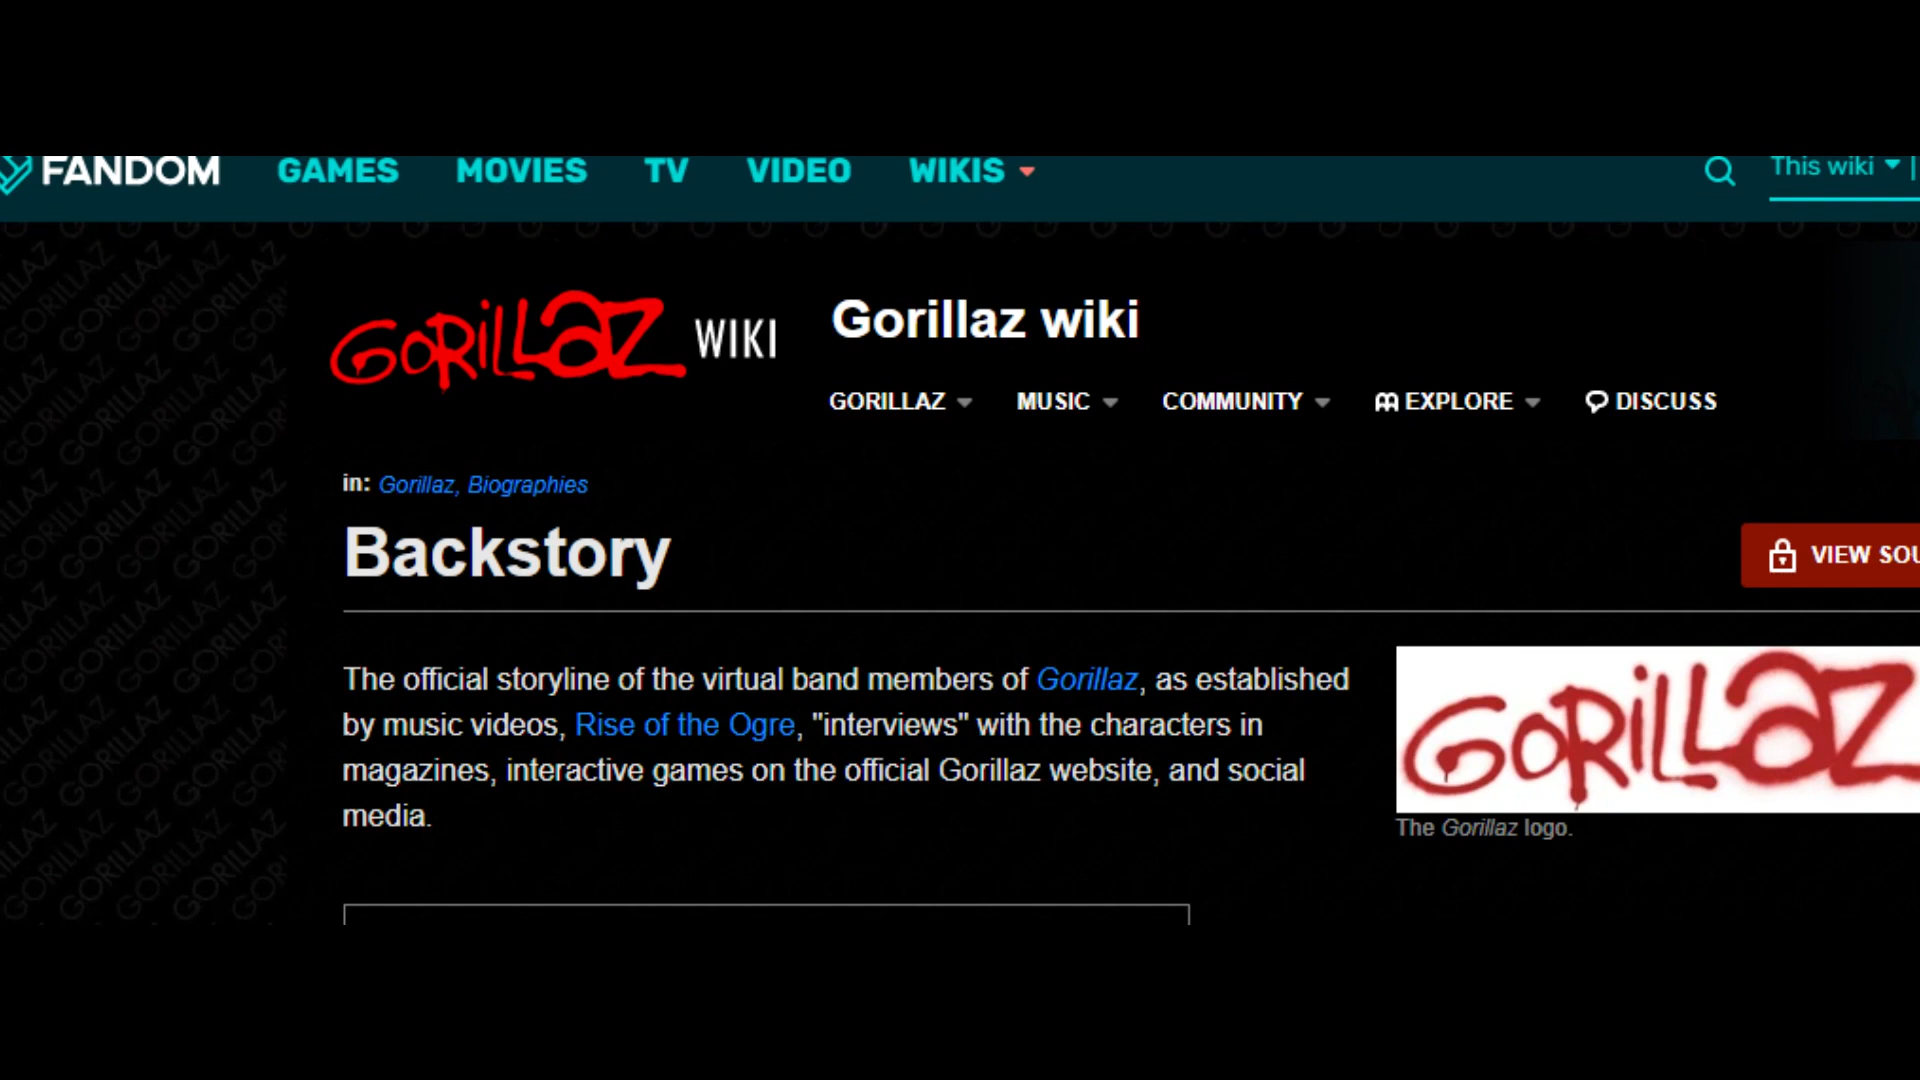 FANDOM GAMES MOVIES TV VIDEO WIKIS This wiki
GORILLAZ WIKI
Gorillaz wiki
GORILLAZ MUSIC COMMUNITY EXPLORE DISCUSS
in: Gorillaz, Biographies
Backstory
VIEW SOU
The official storyline of the virtual band members of Gorillaz, as established
by music videos, Rise of the Ogre, "interviews" with the characters in
magazines, interactive games on the official Gorillaz website, and social
media.
GORILLAZ
The Gorillaz logo.